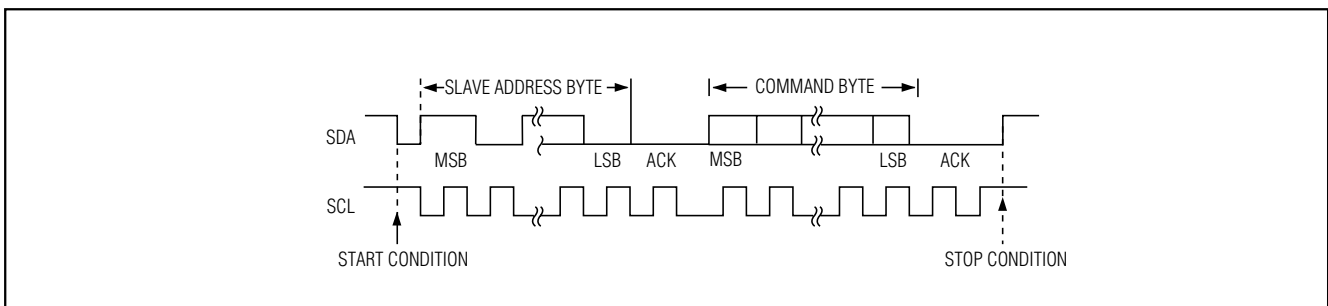 SLAVE ADDRESS BYTE COMMAND BYTE
SDA
MSB LSB ACK MSB LSB ACK
SCL
START CONDITION STOP CONDITION